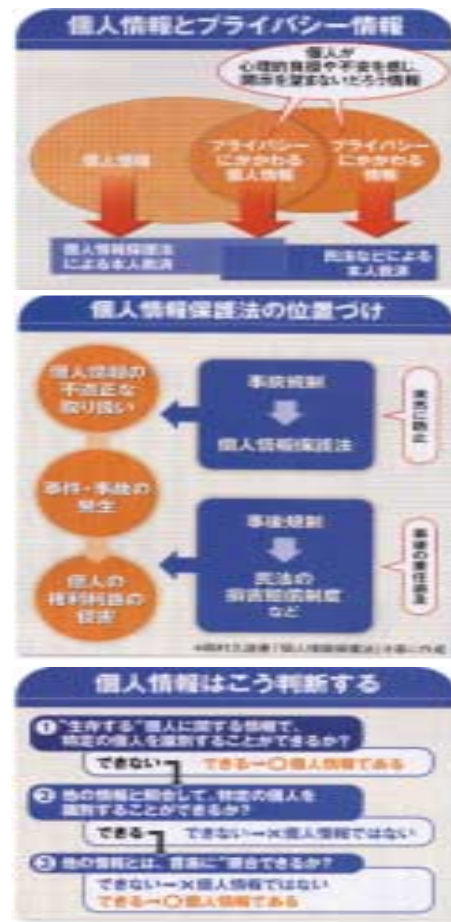 個人情報とプライバシー情報
個人が
心理的負担や不安を感じ、
開示を望まないだろう情報
個人情報
プライバシー
にかかわる
個人情報
プライバシー
にかかわる
情報
個人情報保護法
による本人救済
民法などによる
本人救済
個人情報保護法の位置づけ
個人情報の
不適正な
取り扱い
事前規制
個人情報保護法
未然に防止
事件・事故の
発生
個人の
権利利益の
侵害
事後規制
民法の
損害賠償制度
など
事後の責任追及
「個人情報保護法」を基に作成
個人情報はこう判断する
1 “生存する”個人に関する情報で、
特定の個人を識別することができるか?
できない できる→○個人情報である
2 他の情報と照合して、特定の個人を
識別することができるか?
できる できない→×個人情報ではない
3 他の情報とは、容易に“照合できるか?
できない→×個人情報ではない
できる→○個人情報である